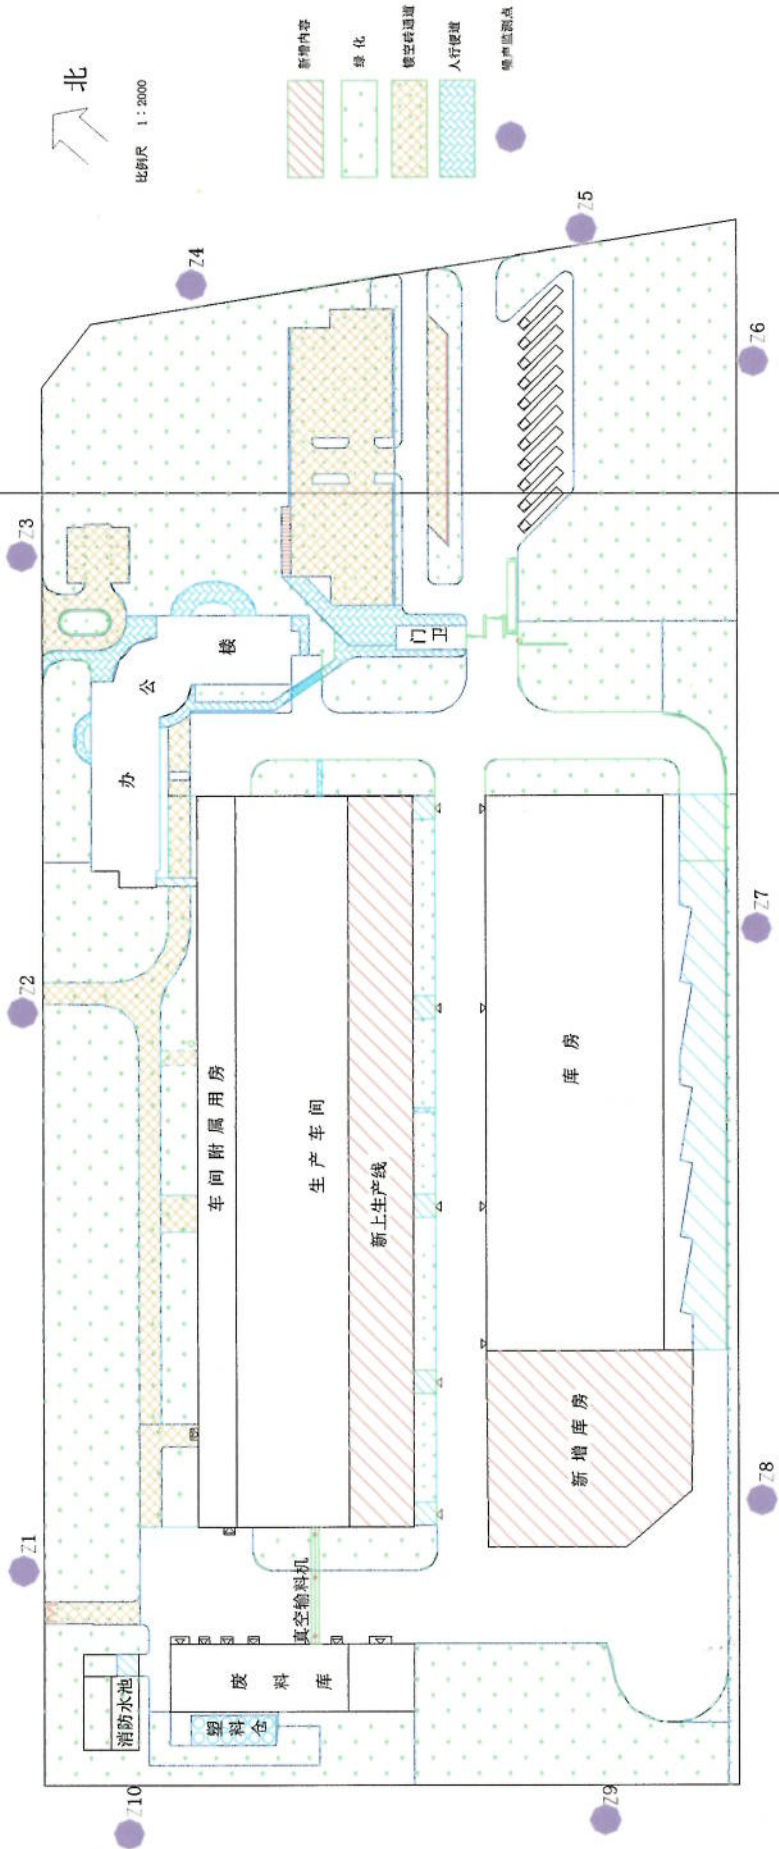 北
比例尺 1：2000
新增内容
绿化
镂空砖通道
人行便道
噪声监测点
Z1
Z2
Z3
Z4
Z5
Z6
Z7
Z8
Z9
Z10
办公楼
门卫
车间附属用房
生产车间
新上生产线
库房
新增库房
真空输料机
废料库
塑料仓
消防水池